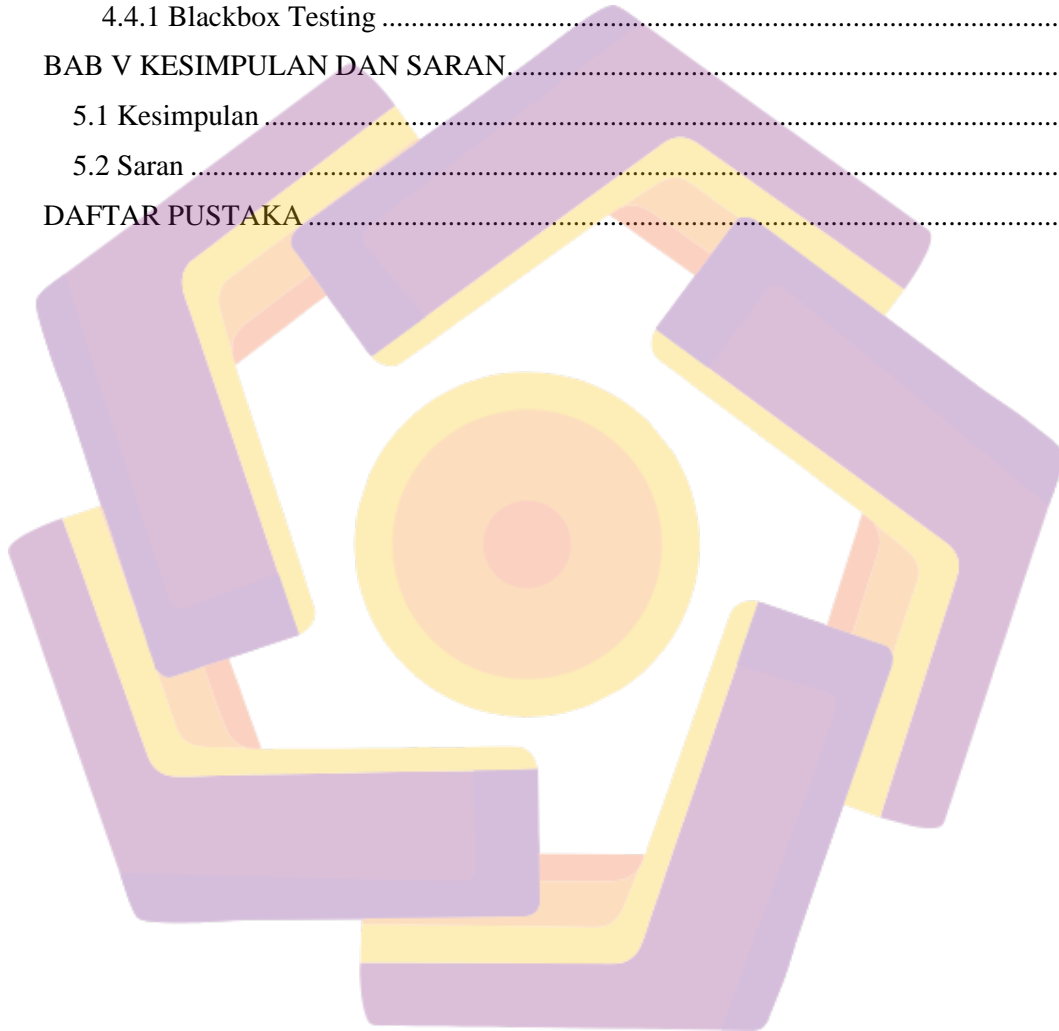 4.4.1 Blackbox Testing ........................................................................................
BAB V KESIMPULAN DAN SARAN........................................................................
5.1 Kesimpulan ........................................................................................................
5.2 Saran ..................................................................................................................
DAFTAR PUSTAKA....................................................................................................